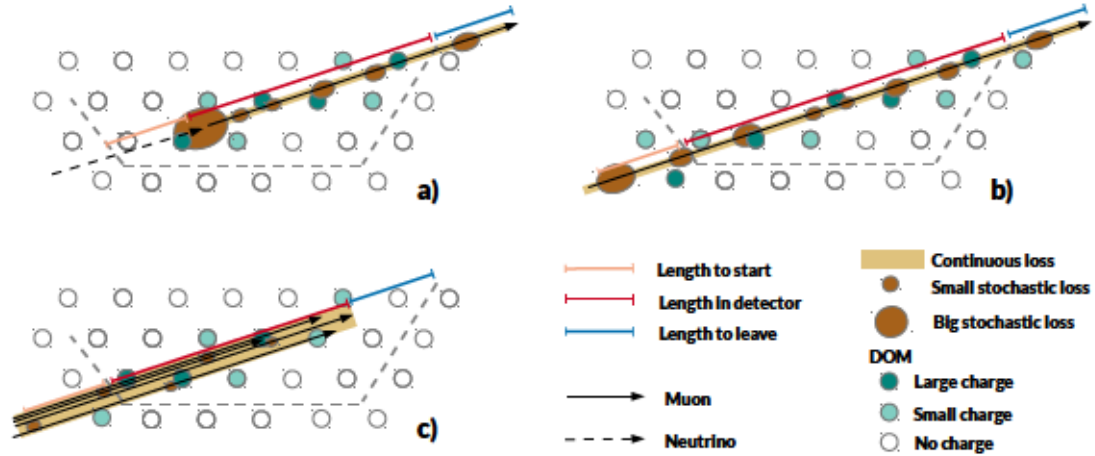 a)
b)
c)
Length to start
Length in detector
Length to leave
Muon
Neutrino
Continuous loss
Small stochastic loss
Big stochastic loss
DOM
Large charge
Small charge
No charge